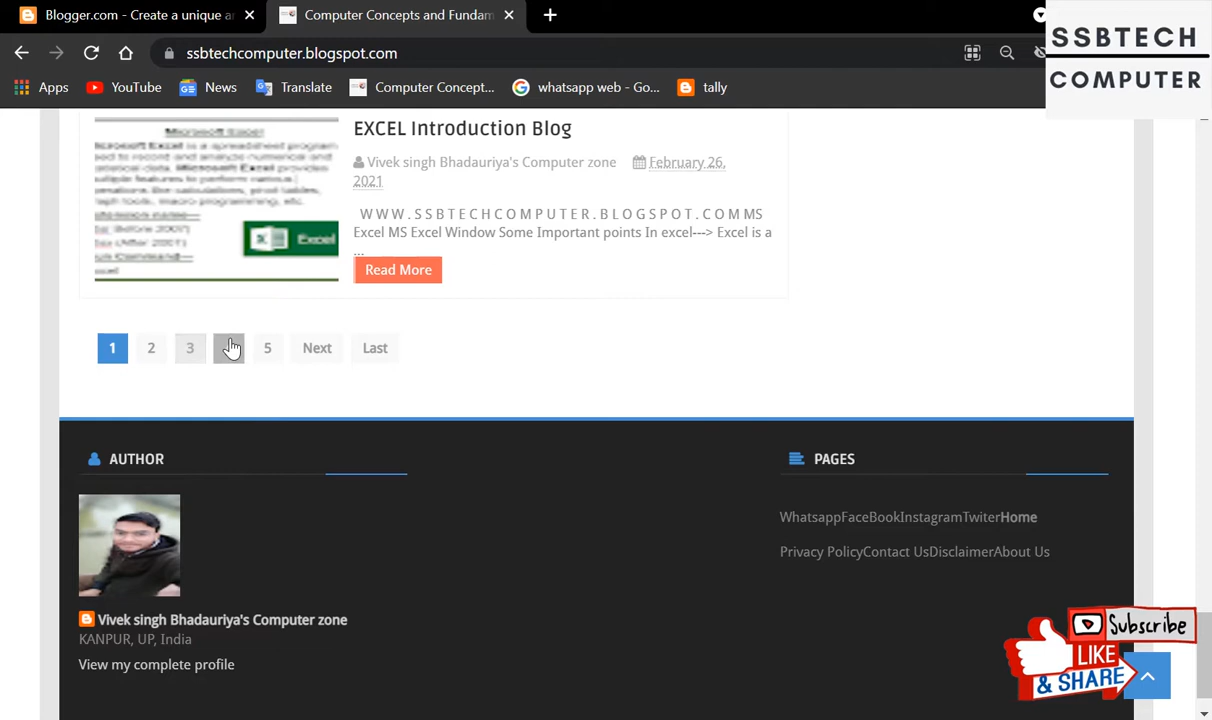 Blogger.com - Create a unique a
Computer Concepts and Fundam
ssbtechcomputer.blogspot.com
SSBTECH
COMPUTER
Apps
YouTube
News
Translate
Computer Concept...
whatsapp web - Go...
tally
Microsoft Excel
Excel
EXCEL Introduction Blog
Vivek singh Bhadauriya's Computer zone
February 26,
2021
W W W . S S B T E C H C O M P U T E R . B L O G S P O T . C O M MS
Excel MS Excel Window Some Important points In excel---> Excel is a
...
Read More
1 2 3 5 Next Last
AUTHOR
Vivek singh Bhadauriya's Computer zone
KANPUR, UP, India
View my complete profile
PAGES
WhatsappFaceBookInstagramTwiterHome
Privacy PolicyContact UsDisclaimerAbout Us
Subscribe
LIKE
& SHARE